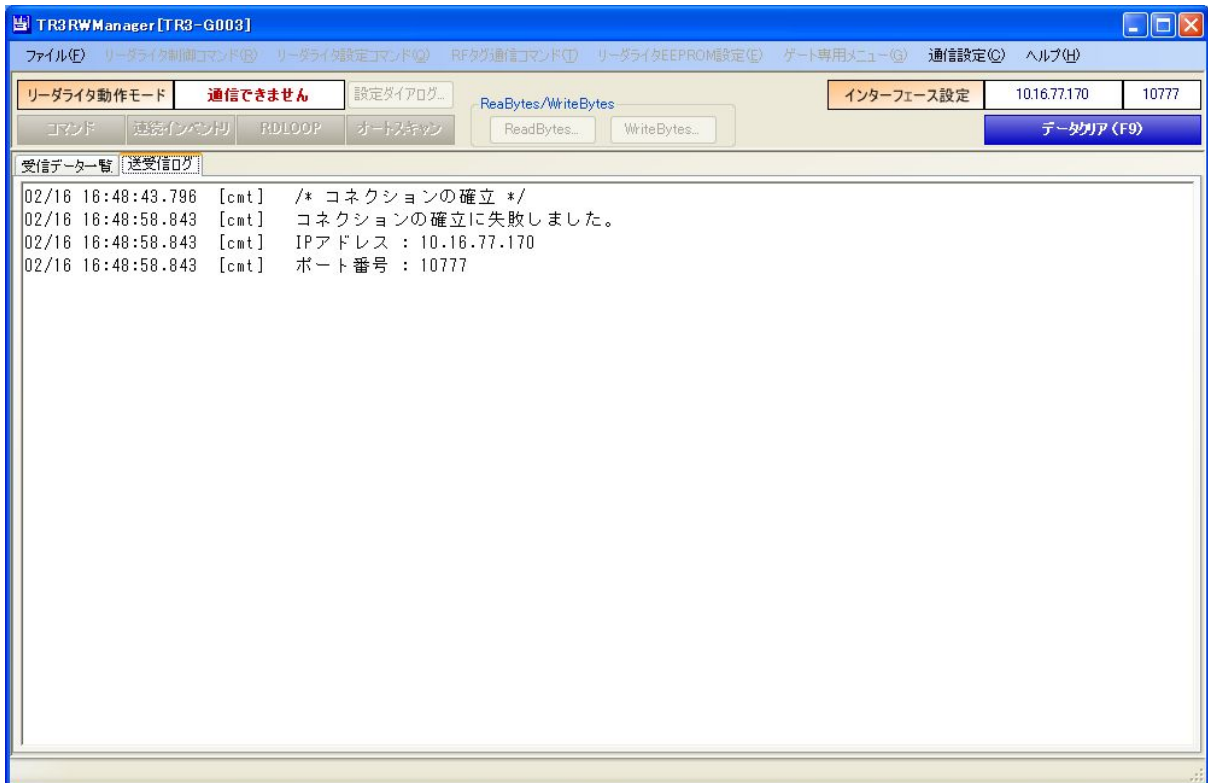 TR3RWManager[TR3-G003]
ファイル(F) リーダライタ制御コマンド(R) リーダライタ設定コマンド(Q) RFタグ通信コマンド(T) リーダライタEEPROM設定(E) ゲート専用メニュー(G) 通信設定(C) ヘルプ(H)
リーダライタ動作モード 通信できません 設定ダイアログ... ReaBytes/WriteBytes インターフェース設定 10.16.77.170 10777
コマンド 連続インベントリ RDLOOP オートスキャン ReadBytes... WriteBytes... データクリア(F9)
受信データ一覧 送受信ログ
02/16 16:48:43.796 [cmt] /* コネクションの確立 */
02/16 16:48:58.843 [cmt] コネクションの確立に失敗しました。
02/16 16:48:58.843 [cmt] IPアドレス : 10.16.77.170
02/16 16:48:58.843 [cmt] ポート番号 : 10777